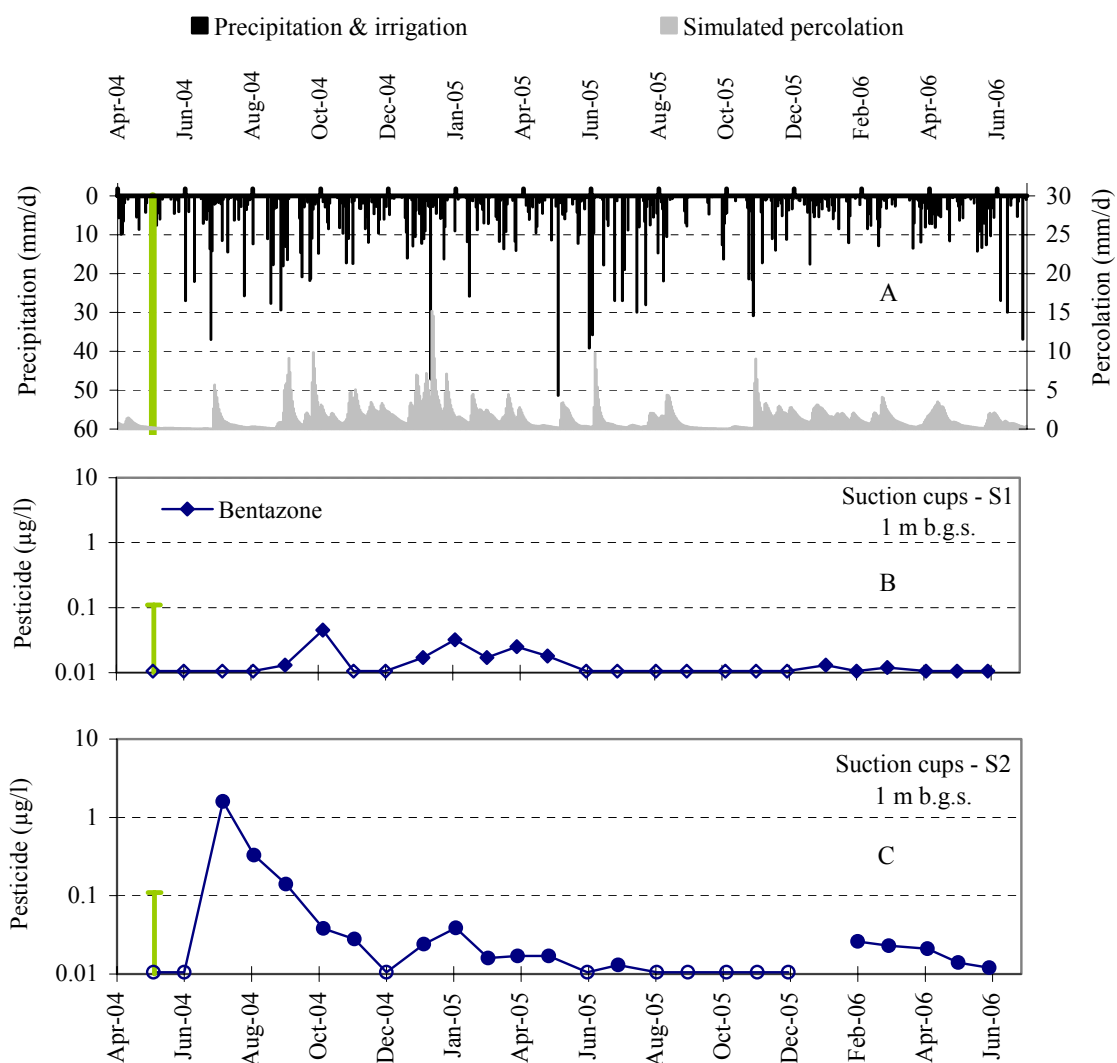 Precipitation & irrigation
Simulated percolation
Apr-04
Jun-04
Aug-04
Oct-04
Dec-04
Jan-05
Apr-05
Jun-05
Aug-05
Oct-05
Dec-05
Feb-06
Apr-06
Jun-06
Precipitation (mm/d)
0
10
20
30
40
50
60
A
30
25
20
15
10
5
0
Percolation (mm/d)
Pesticide (µg/l)
10
1
0.1
0.01
Bentazone
Suction cups - S1
1 m b.g.s.
B
Pesticide (µg/l)
10
1
0.1
0.01
Suction cups - S2
1 m b.g.s.
C
Apr-04
Jun-04
Aug-04
Oct-04
Dec-04
Jan-05
Apr-05
Jun-05
Aug-05
Oct-05
Dec-05
Feb-06
Apr-06
Jun-06